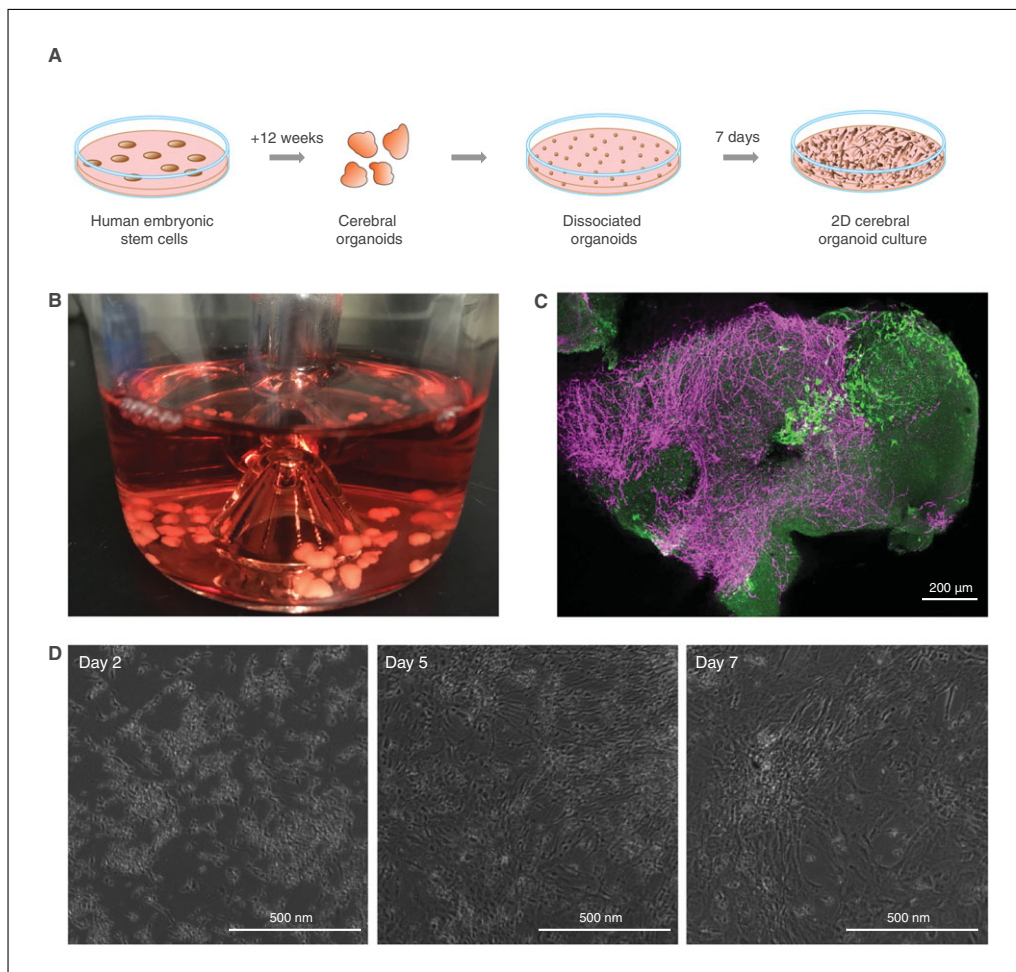 A
+12 weeks
7 days
Human embryonic
stem cells
Cerebral
organoids
Dissociated
organoids
2D cerebral
organoid culture
B
C
200 µm
D
Day 2
Day 5
Day 7
500 nm
500 nm
500 nm